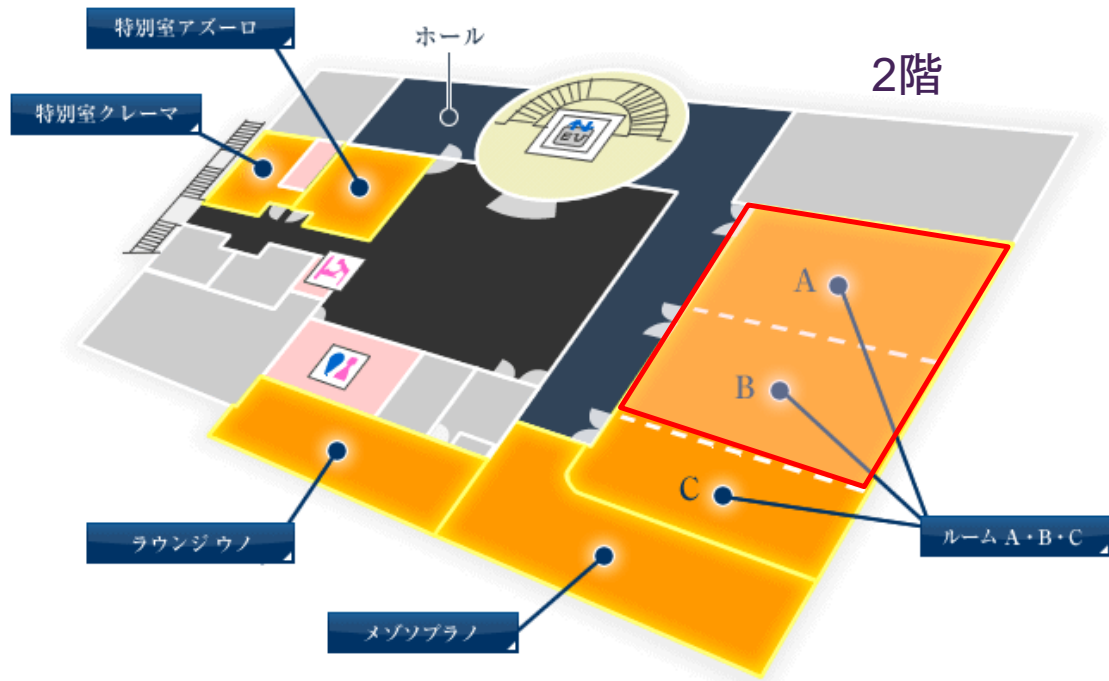 特別室アズーロ
ホール
2階
特別室クレーマ
EV
A
B
C
ラウンジ ウノ
ルーム A・B・C
メゾソプラノ